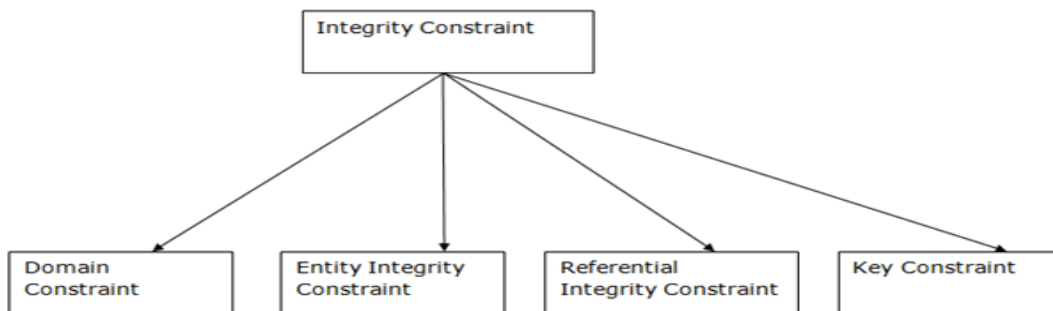 Integrity Constraint
Domain
Constraint
Entity Integrity
Constraint
Referential
Integrity Constraint
Key Constraint